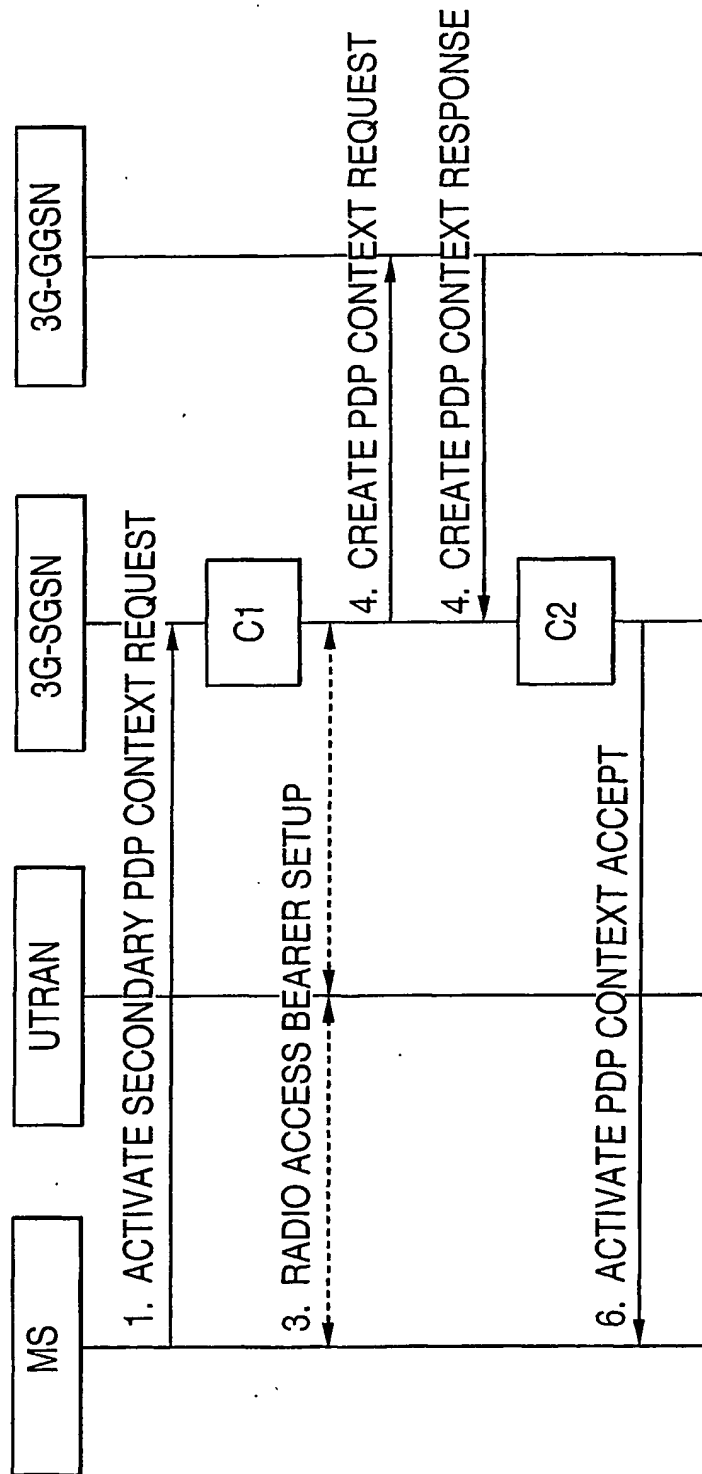 MS
UTRAN
3G-SGSN
3G-GGSN
1. ACTIVATE SECONDARY PDP CONTEXT REQUEST
C1
3. RADIO ACCESS BEARER SETUP
4. CREATE PDP CONTEXT REQUEST
4. CREATE PDP CONTEXT RESPONSE
C2
6. ACTIVATE PDP CONTEXT ACCEPT